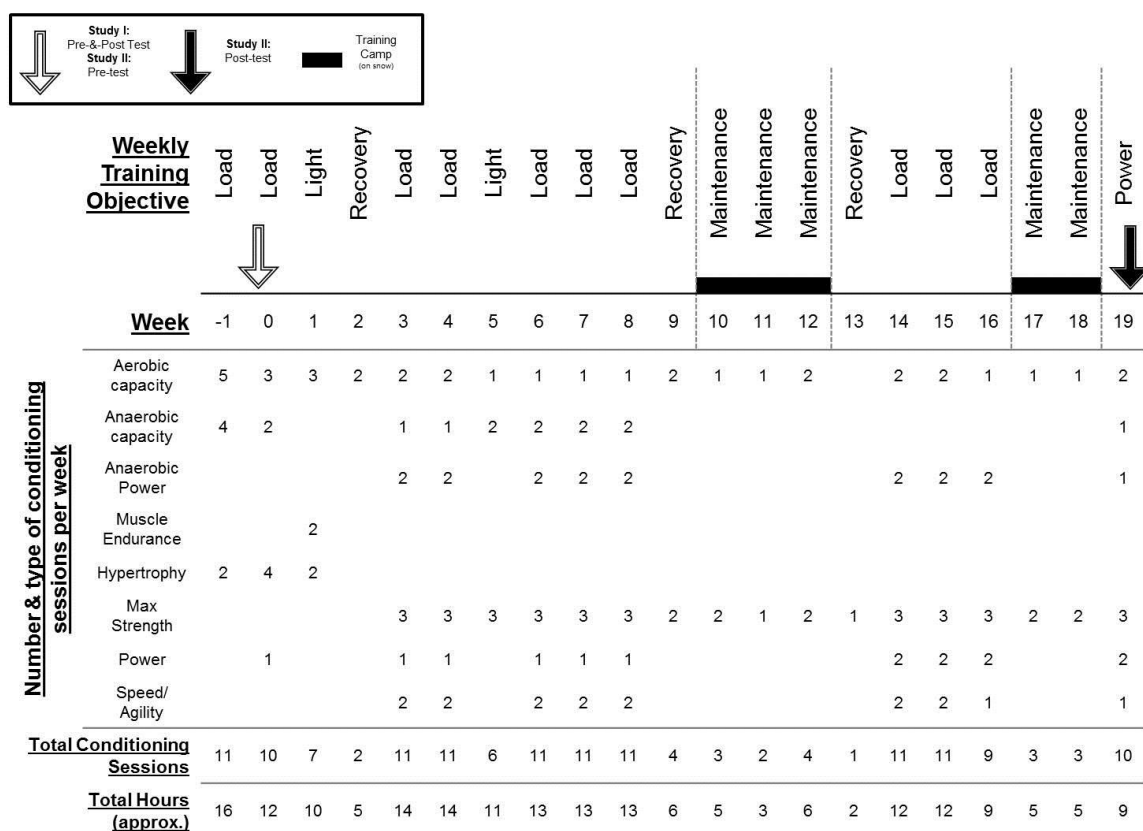 Study I:
Pre-&-Post Test
Study II:
Pre-test
Study II:
Post-test
Training
Camp
(on snow)
Weekly
Training
Objective
Load
Load
Light
Recovery
Load
Load
Light
Load
Load
Load
Recovery
Maintenance
Maintenance
Maintenance
Recovery
Load
Load
Load
Maintenance
Maintenance
Power
Week -1 0 1 2 3 4 5 6 7 8 9 10 11 12 13 14 15 16 17 18 19
Number & type of conditioning
sessions per week
Aerobic
capacity 5 3 3 2 2 2 1 1 1 1 2 1 1 2 2 2 1 1 1 2
Anaerobic
capacity 4 2 1 1 2 2 2 2 1
Anaerobic
Power 2 2 2 2 2 2 2 2 1
Muscle
Endurance 2
Hypertrophy 2 4 2
Max
Strength 3 3 3 3 3 3 2 2 1 2 1 3 3 3 2 2 3
Power 1 1 1 1 1 1 2 2 2 2
Speed/
Agility 2 2 2 2 2 2 2 1 1
Total Conditioning
Sessions 11 10 7 2 11 11 6 11 11 11 4 3 2 4 1 11 11 9 3 3 10
Total Hours
(approx.) 16 12 10 5 14 14 11 13 13 13 6 5 3 6 2 12 12 9 5 5 9